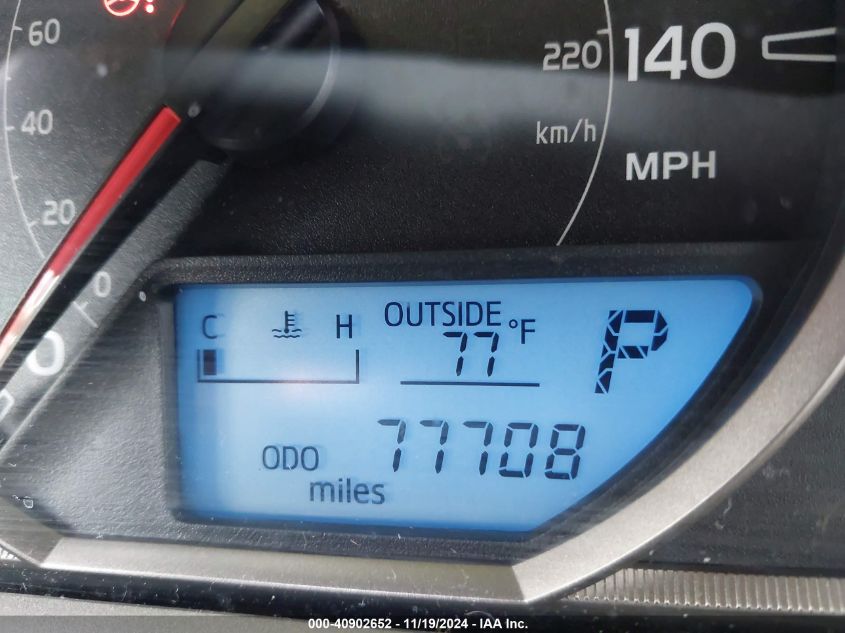 60
220 140
40
km/h
MPH
20
0
0
C H OUTSIDE
77 °F P
ODO 77708
miles
000-40902652 - 11/19/2024 - IAA Inc.